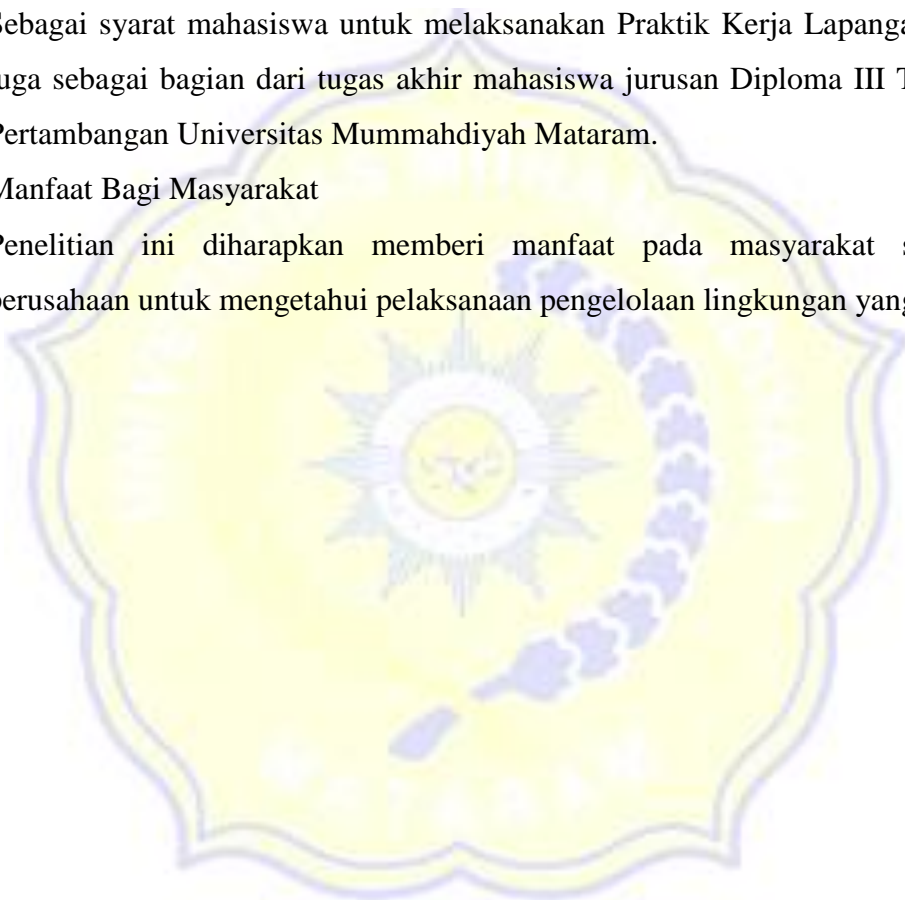 Sebagai syarat mahasiswa untuk melaksanakan Praktik Kerja Lapanga
uga sebagai bagian dari tugas akhir mahasiswa jurusan Diploma III T
Pertambangan Universitas Mummahdiyah Mataram.
Manfaat Bagi Masyarakat
Penelitian ini diharapkan memberi manfaat pada masyarakat s
perusahaan untuk mengetahui pelaksanaan pengelolaan lingkungan yang
MATARAM